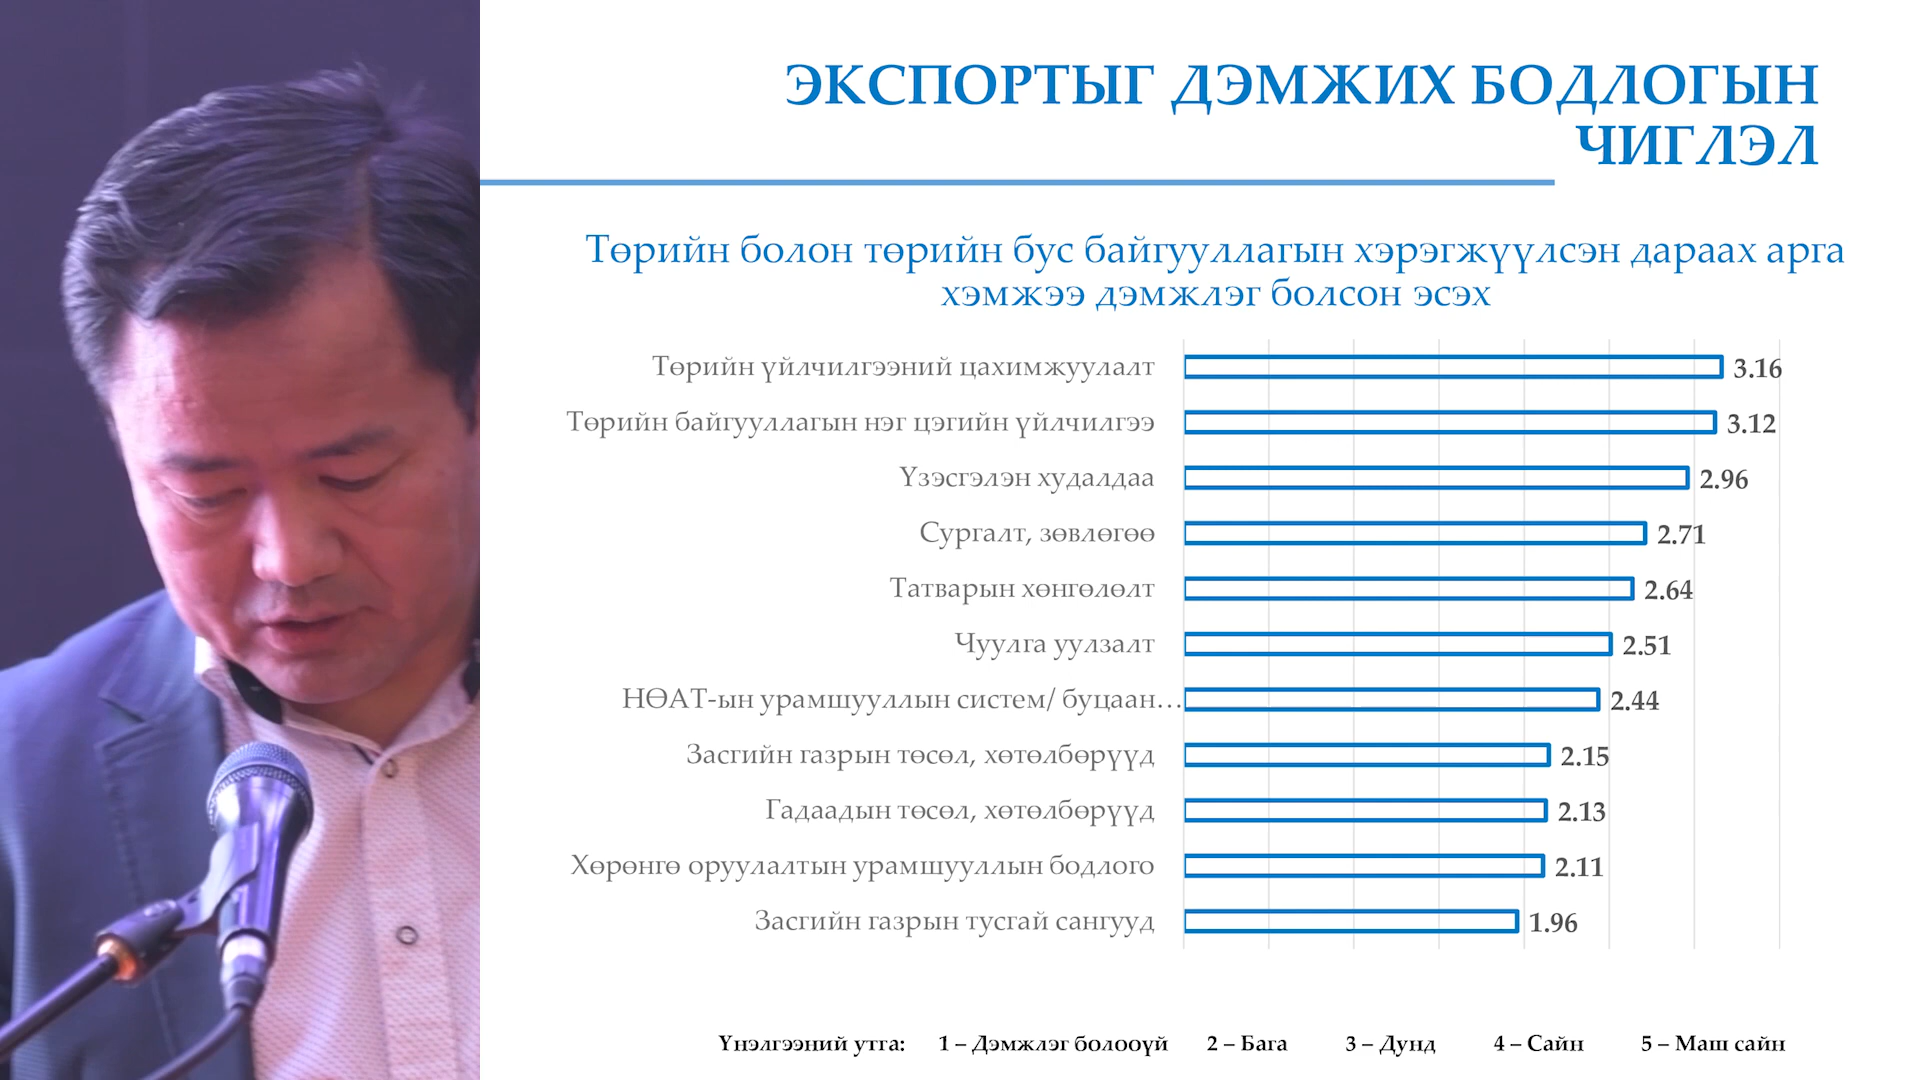 ЭКСПОРТЫГ ДЭМЖИХ БОДЛОГЫН
ЧИГЛЭЛ
Төрийн болон төрийн бус байгууллагын хэрэгжүүлсэн дараах арга
хэмжээ дэмжлэг болсон эсэх
Төрийн үйлчилгээний цахимжуулалт 3.16
Төрийн байгууллагын нэг цэгийн үйлчилгээ 3.12
Үзэсгэлэн худалдаа 2.96
Сургалт, зөвлөгөө 2.71
Татварын хөнгөлөлт 2.64
Чуулга уулзалт 2.51
НӨАТ-ын урамшууллын систем/ буцаан… 2.44
Засгийн газрын төсөл, хөтөлбөрүүд 2.15
Гадаадын төсөл, хөтөлбөрүүд 2.13
Хөрөнгө оруулалтын урамшууллын бодлого 2.11
Засгийн газрын тусгай сангууд 1.96
Үнэлгээний утга: 1 – Дэмжлэг болооүй 2 – Бага 3 – Дунд 4 – Сайн 5 – Маш сайн